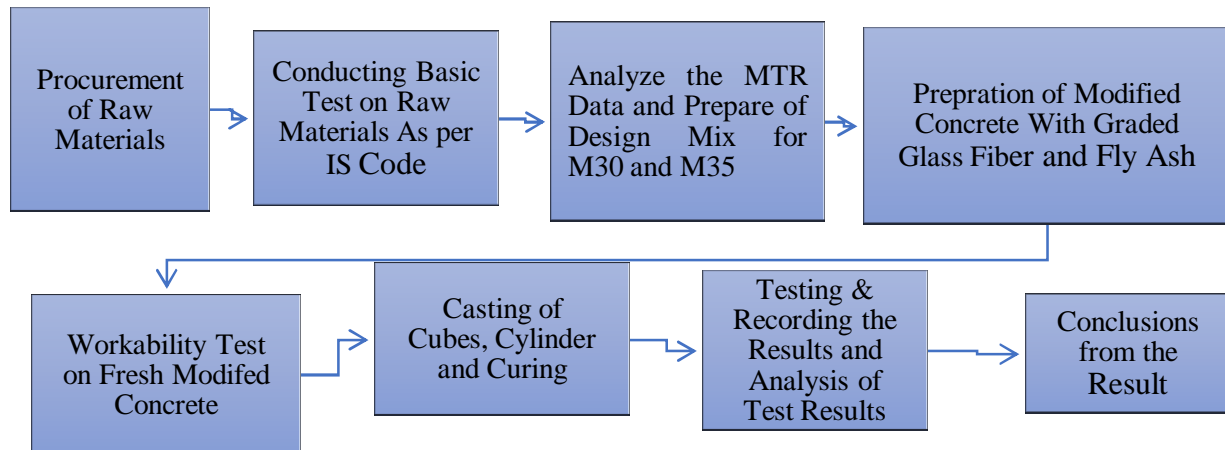 Procurement
of Raw
Materials
Conducting Basic
Test on Raw
Materials As per
IS Code
Analyze the MTR
Data and Prepare of
Design Mix for
M30 and M35
Prepration of Modified
Concrete With Graded
Glass Fiber and Fly Ash
Workability Test
on Fresh Modifed
Concrete
Casting of
Cubes, Cylinder
and Curing
Testing &
Recording the
Results and
Analysis of
Test Results
Conclusions
from the
Result